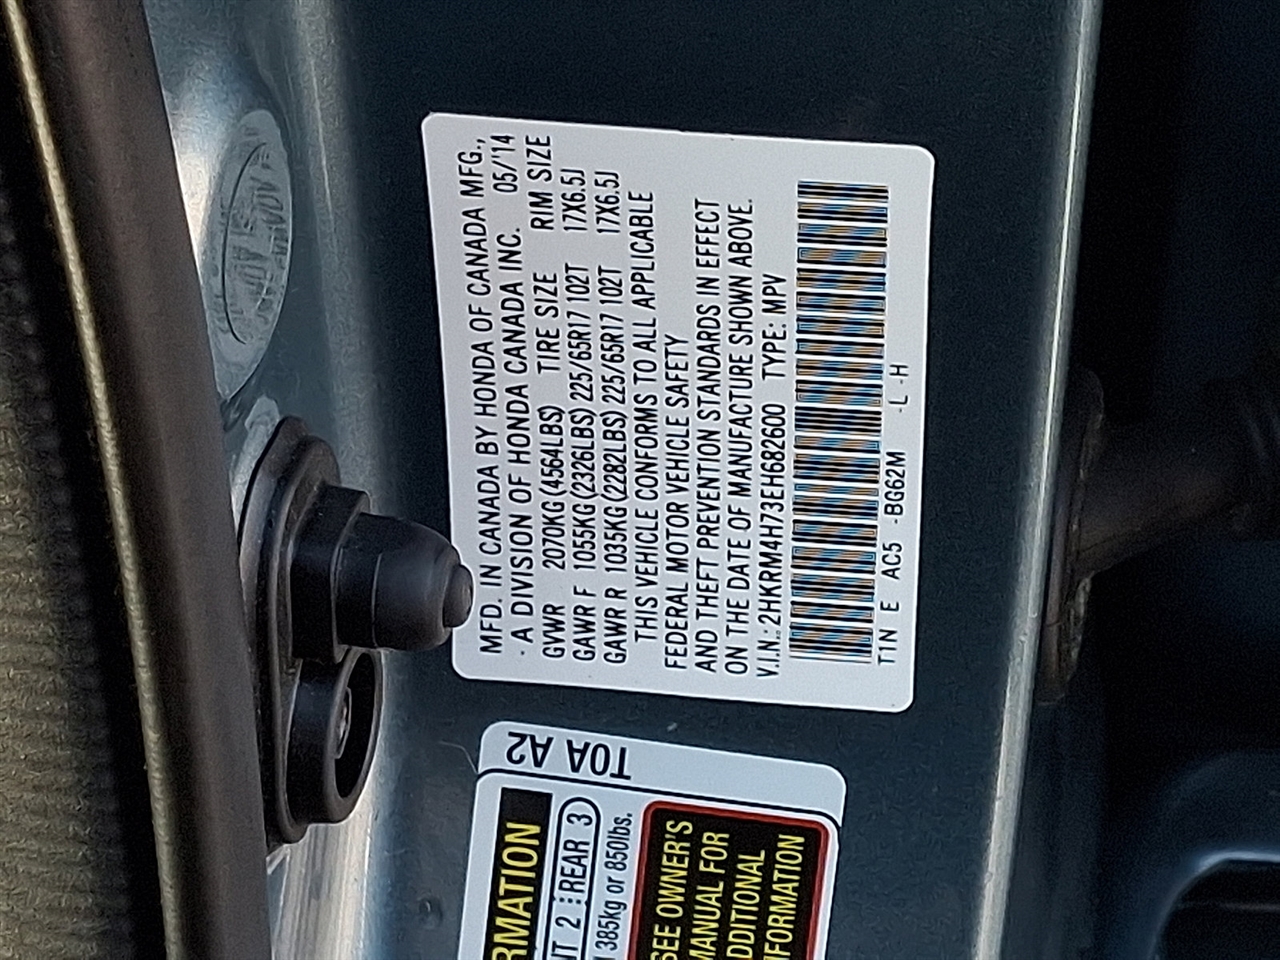 MFD. IN CANADA BY HONDA OF CANADA MFG.,
- A DIVISION OF HONDA CANADA INC. 05/'14
GVWR 2070KG (4564LBS) TIRE SIZE RIM SIZE
GAWR F 1055KG (2326LBS) 225/65R17 102T 17X6.5J
GAWR R 1035KG (2282LBS) 225/65R17 102T 17X6.5J
THIS VEHICLE CONFORMS TO ALL APPLICABLE
FEDERAL MOTOR VEHICLE SAFETY
AND THEFT PREVENTION STANDARDS IN EFFECT
ON THE DATE OF MANUFACTURE SHOWN ABOVE.
V.I.N.: 2HKRM4H73EH682600 TYPE: MPV
T1N E AC5 -BG62M -L -H
T0A A2
RMATION
NT 2 REAR 3
385kg or 850lbs.
SEE OWNER'S
MANUAL FOR
DDITIONAL
NFORMATION